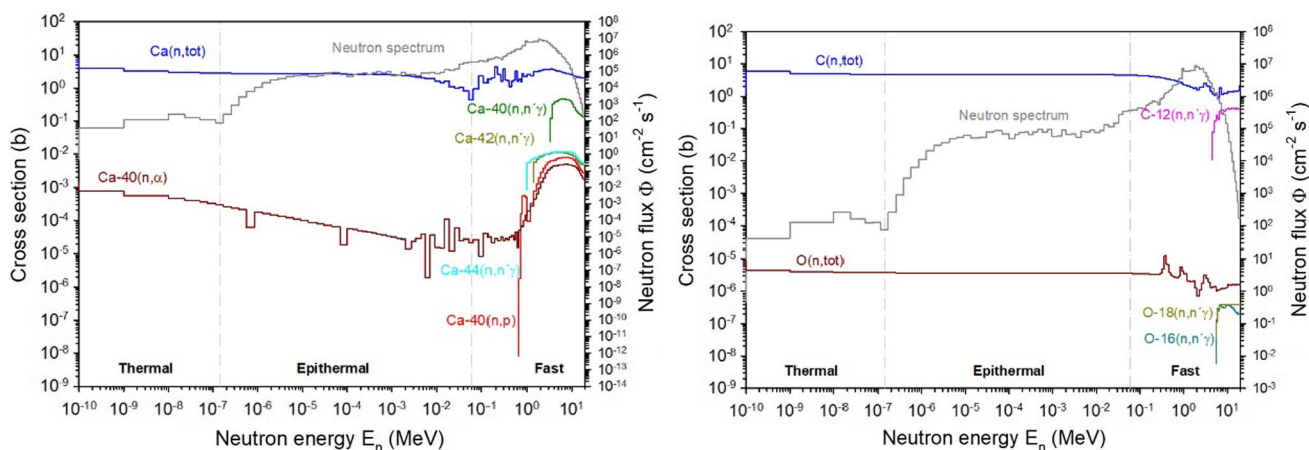 10² 10⁸
Ca(n,tot)
Neutron spectrum
10¹ 10⁷
10⁶
10⁰ 10⁵
10⁴
Ca-40(n,n´γ)
10⁻¹ 10³
Ca-42(n,n´γ)
10²
10⁻² 10¹
10⁰
10⁻³ 10⁻¹
Ca-40(n,α)
10⁻²
10⁻⁴ 10⁻³
10⁻⁴
10⁻⁵ 10⁻⁵
10⁻⁶
Ca-44(n,n´γ)
10⁻⁶ 10⁻⁷
10⁻⁸
10⁻⁷ 10⁻⁹
Ca-40(n,p)
10⁻¹⁰
10⁻⁸ 10⁻¹¹
10⁻¹²
Thermal Epithermal Fast
10⁻¹³
10⁻⁹ 10⁻¹⁴
10⁻¹⁰ 10⁻⁹ 10⁻⁸ 10⁻⁷ 10⁻⁶ 10⁻⁵ 10⁻⁴ 10⁻³ 10⁻² 10⁻¹ 10⁰ 10¹
Neutron energy Eₙ (MeV)
Cross section (b)
Neutron flux Φ (cm⁻² s⁻¹)
10² 10⁸
C(n,tot)
10¹ 10⁷
10⁰ 10⁶
Neutron spectrum
C-12(n,n´γ)
10⁻¹
10⁵
10⁻²
10⁴
10⁻³
10³
10⁻⁴
10²
10⁻⁵
O(n,tot)
10¹
10⁻⁶
10⁰
O-18(n,n´γ)
10⁻⁷
O-16(n,n´γ)
10⁻¹
10⁻⁸
10⁻²
Thermal Epithermal Fast
10⁻⁹ 10⁻³
10⁻¹⁰ 10⁻⁹ 10⁻⁸ 10⁻⁷ 10⁻⁶ 10⁻⁵ 10⁻⁴ 10⁻³ 10⁻² 10⁻¹ 10⁰ 10¹
Neutron energy Eₙ (MeV)
Cross section (b)
Neutron flux Φ (cm⁻² s⁻¹)